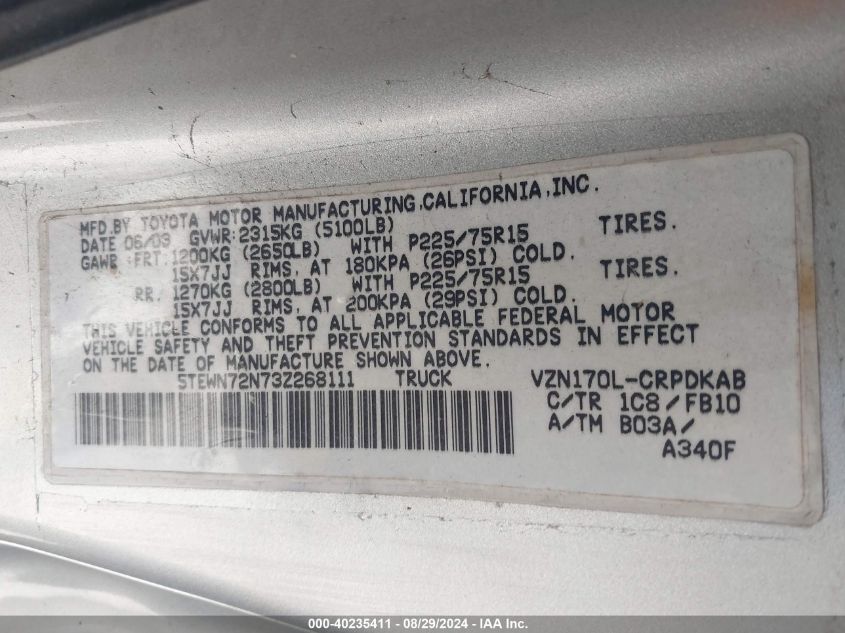 MFD.BY TOYOTA MOTOR MANUFACTURING,CALIFORNIA,INC.
DATE 06/03 GVWR:2315KG (5100LB)
GAWR :FRT:1200KG (2650LB) WITH P225/75R15 TIRES.
15X7JJ RIMS, AT 180KPA (26PSI) COLD.
RR. 1270KG (2800LB) WITH P225/75R15 TIRES.
15X7JJ RIMS, AT 200KPA (29PSI) COLD.
THIS VEHICLE CONFORMS TO ALL APPLICABLE FEDERAL MOTOR
VEHICLE SAFETY AND THEFT PREVENTION STANDARDS IN EFFECT
ON THE DATE OF MANUFACTURE SHOWN ABOVE.
5TEWN72N73Z268111 TRUCK VZN170L-CRPDKAB
C/TR 1C8/FB10
A/TM B03A/
A340F
000-40235411 - 08/29/2024 - IAA, Inc.